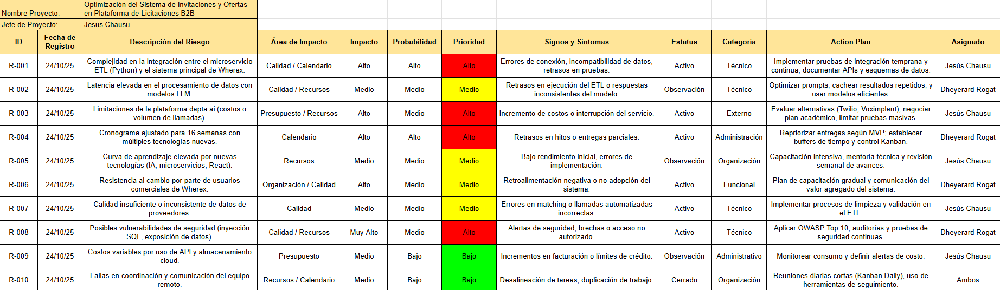 Nombre Proyecto: Optimización del Sistema de Invitaciones y Ofertas
en Plataforma de Licitaciones B2B
Jefe de Proyecto: Jesus Chausu
ID Fecha de Registro Descripción del Riesgo Área de Impacto Impacto Probabilidad Prioridad Signos y Síntomas Estatus Categoría Action Plan Asignado
R-001 24/10/25 Complejidad en la integración entre el microservicio ETL (Python) y el sistema principal de Wherex. Calidad / Calendario Alto Alto Alto Errores de conexión, incompatibilidad de datos, retrasos en pruebas. Activo Técnico Implementar pruebas de integración temprana y continua; documentar APIs y esquemas de datos. Jesús Chausu
R-002 24/10/25 Latencia elevada en el procesamiento de datos con modelos LLM. Calidad / Recursos Medio Medio Medio Retrasos en ejecución del ETL o respuestas inconsistentes del modelo. Observación Técnico Optimizar prompts, cachear resultados repetidos, y usar modelos eficientes. Dheyerard Rogat
R-003 24/10/25 Limitaciones de la plataforma dapta.ai (costos o volumen de llamadas). Presupuesto / Recursos Alto Medio Alto Incremento de costos o interrupción del servicio. Activo Externo Evaluar alternativas (Twilio, Voximplant), negociar plan académico, limitar pruebas masivas. Jesús Chausu
R-004 24/10/25 Cronograma ajustado para 16 semanas con múltiples tecnologías nuevas. Calendario Alto Alto Alto Retrasos en hitos o entregas parciales. Activo Administración Repriorizar entregas según MVP; establecer buffers de tiempo y control Kanban. Dheyerard Rogat
R-005 24/10/25 Curva de aprendizaje elevada por nuevas tecnologías (IA, microservicios, React). Recursos Medio Medio Medio Bajo rendimiento inicial, errores de implementación. Observación Organización Capacitación intensiva, mentoría técnica y revisión semanal de avances. Jesús Chausu
R-006 24/10/25 Resistencia al cambio por parte de usuarios comerciales de Wherex. Organización / Calidad Alto Medio Medio Retroalimentación negativa o no adopción del sistema. Activo Funcional Plan de capacitación gradual y comunicación del valor agregado del sistema. Dheyerard Rogat
R-007 24/10/25 Calidad insuficiente o inconsistente de datos de proveedores. Calidad Medio Medio Medio Errores en matching o llamadas automatizadas incorrectas. Activo Técnico Implementar procesos de limpieza y validación en el ETL. Jesús Chausu
R-008 24/10/25 Posibles vulnerabilidades de seguridad (inyección SQL, exposición de datos). Calidad / Recursos Muy Alto Medio Alto Alertas de seguridad, brechas o acceso no autorizado. Activo Técnico Aplicar OWASP Top 10, auditorías y pruebas de seguridad continuas. Dheyerard Rogat
R-009 24/10/25 Costos variables por uso de API y almacenamiento cloud. Presupuesto Medio Bajo Bajo Incrementos en facturación o límites de crédito. Observación Administrativo Monitorear consumo y definir alertas de costo. Jesús Chausu
R-010 24/10/25 Fallas en coordinación y comunicación del equipo remoto. Recursos / Calendario Medio Bajo Bajo Desalineación de tareas, duplicación de trabajo. Cerrado Organización Reuniones diarias cortas (Kanban Daily), uso de herramientas de seguimiento. Ambos